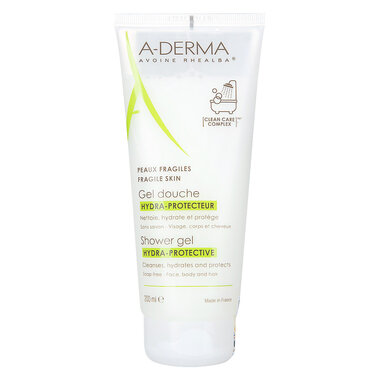 A-DERMA
AVOINE RHEALBA®
CLEAN CARE
COMPLEX
PEAUX FRAGILES
FRAGILE SKIN
Gel douche
HYDRA-PROTECTEUR
Nettoie, hydrate et protège
Sans savon - Visage, corps et cheveux
Shower gel
HYDRA-PROTECTIVE
Cleanses, hydrates and protects
Soap free - Face, body and hair
200 ml e
Made in France